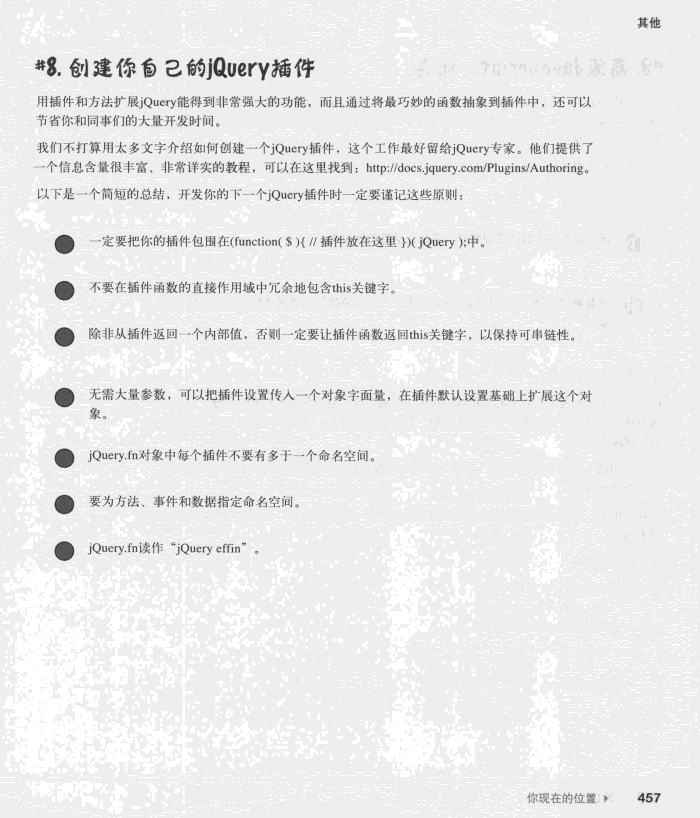 其他
#8. 创建你自己的jQuery插件
用插件和方法扩展jQuery能得到非常强大的功能，而且通过将最巧妙的函数抽象到插件中，还可以
节省你和同事们的大量开发时间。
我们不打算用太多文字介绍如何创建一个jQuery插件，这个工作最好留给jQuery专家。他们提供了
一个信息含量很丰富、非常详实的教程，可以在这里找到：http://docs.jquery.com/Plugins/Authoring。
以下是一个简短的总结，开发你的下一个jQuery插件时一定要谨记这些原则：
一定要把你的插件包围在(function( $ ){ // 插件放在这里 })( jQuery );中。
不要在插件函数的直接作用域中冗余地包含this关键字。
除非从插件返回一个内部值，否则一定要让插件函数返回this关键字，以保持可串链性。
无需大量参数，可以把插件设置传入一个对象字面量，在插件默认设置基础上扩展这个对
象。
jQuery.fn对象中每个插件不要有多于一个命名空间。
要为方法、事件和数据指定命名空间。
jQuery.fn读作“jQuery effin”。
你现在的位置 457